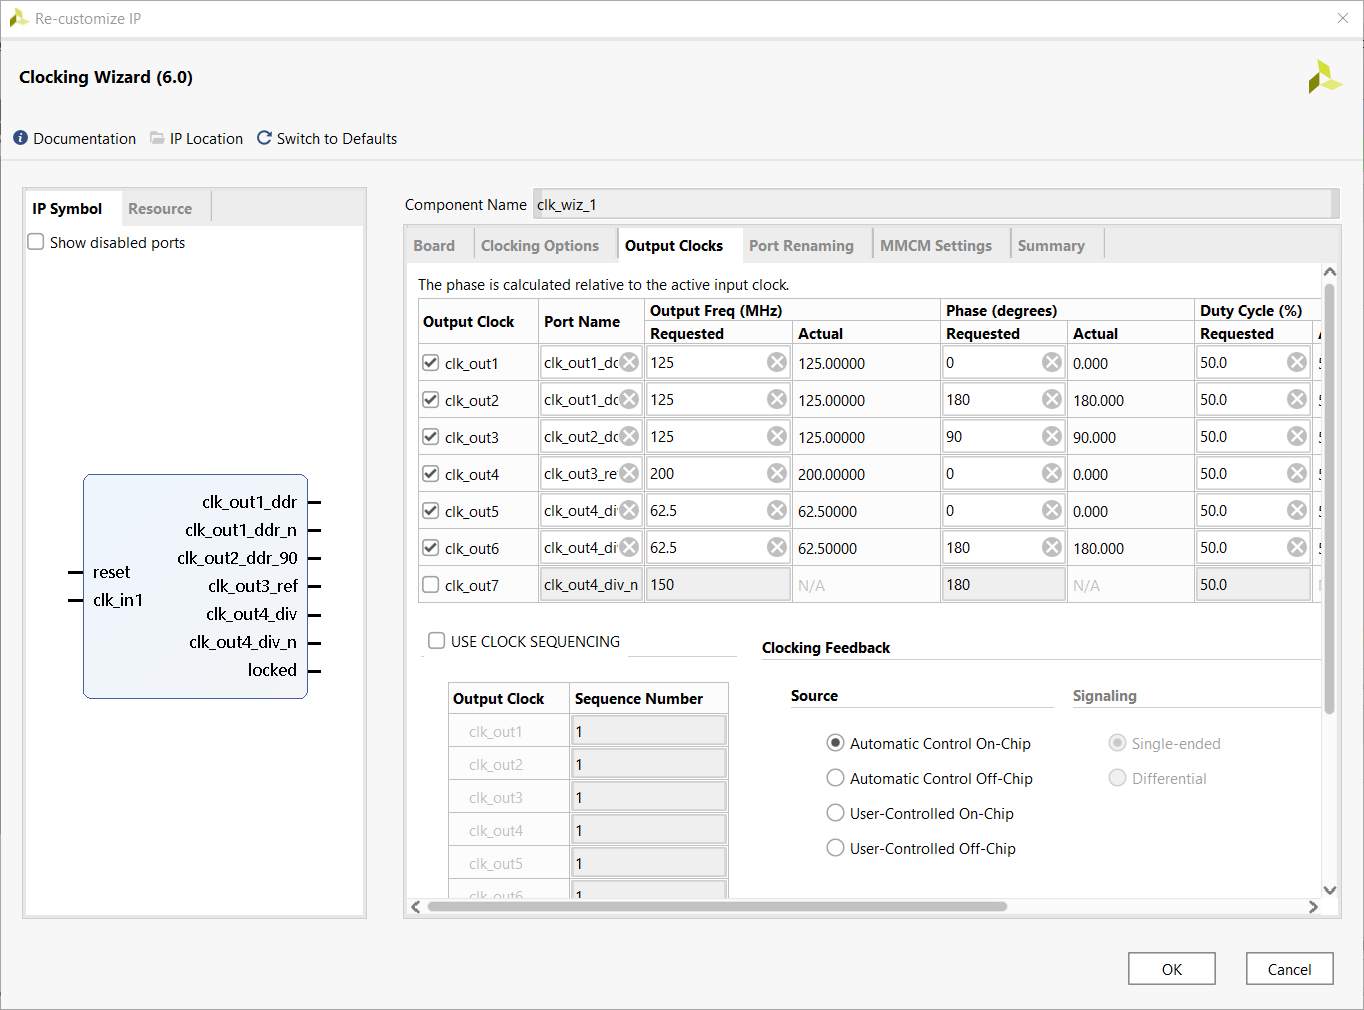 Re-customize IP
Clocking Wizard (6.0)
Documentation IP Location Switch to Defaults
IP Symbol Resource
Show disabled ports
clk_out1_ddr
clk_out1_ddr_n
clk_out2_ddr_90
reset clk_out3_ref
clk_in1 clk_out4_div
clk_out4_div_n
locked
Component Name clk_wiz_1
Board Clocking Options Output Clocks Port Renaming MMCM Settings Summary
The phase is calculated relative to the active input clock.
Output Clock Port Name Output Freq (MHz) Phase (degrees) Duty Cycle (%)
Requested Actual Requested Actual Requested
clk_out1 clk_out1_dd 125 125.00000 0 0.000 50.0
clk_out2 clk_out1_dd 125 125.00000 180 180.000 50.0
clk_out3 clk_out2_dd 125 125.00000 90 90.000 50.0
clk_out4 clk_out3_re 200 200.00000 0 0.000 50.0
clk_out5 clk_out4_di 62.5 62.50000 0 0.000 50.0
clk_out6 clk_out4_di 62.5 62.50000 180 180.000 50.0
clk_out7 clk_out4_div_n 150 N/A 180 N/A 50.0
USE CLOCK SEQUENCING
Output Clock Sequence Number
clk_out1 1
clk_out2 1
clk_out3 1
clk_out4 1
clk_out5 1
clk_out6 1
Clocking Feedback
Source Signaling
Automatic Control On-Chip Single-ended
Automatic Control Off-Chip Differential
User-Controlled On-Chip
User-Controlled Off-Chip
OK Cancel